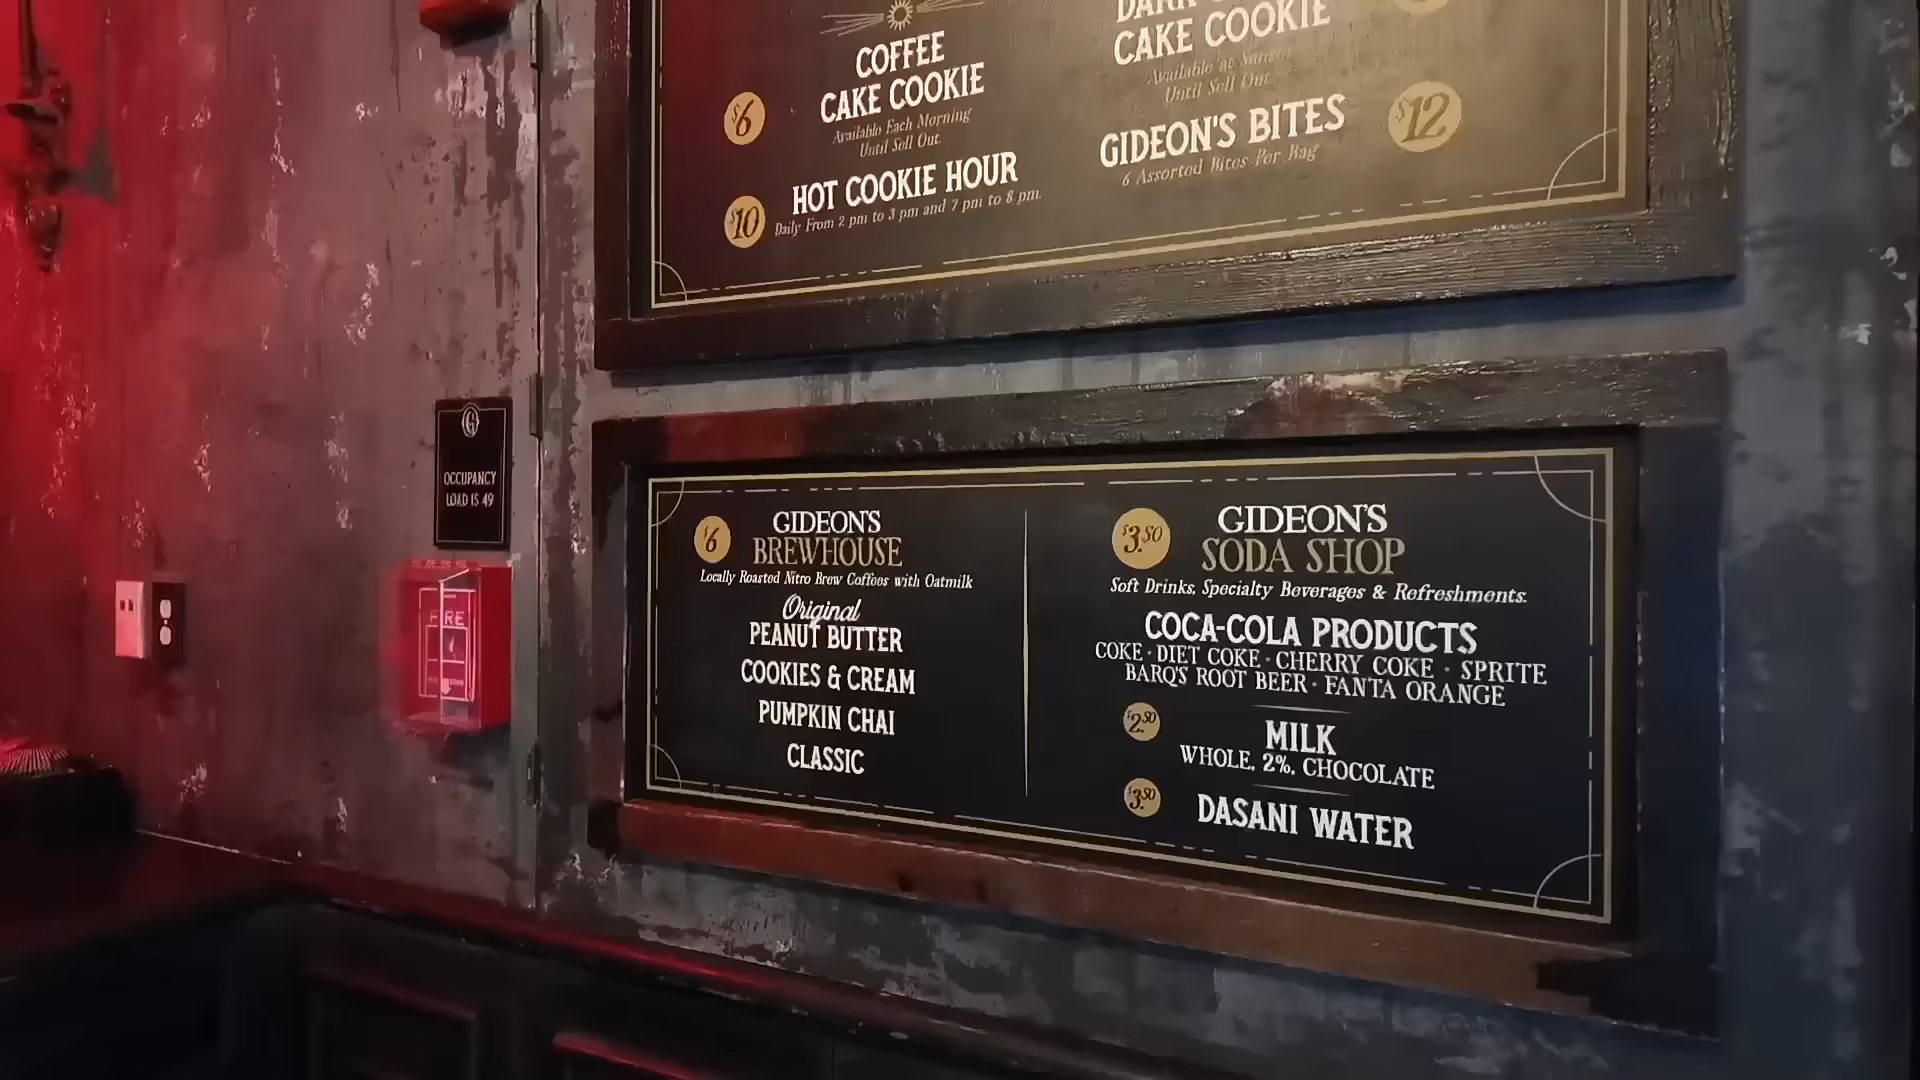 $6
COFFEE
CAKE COOKIE
Available Each Morning
Until Sell Out.
$10
HOT COOKIE HOUR
Daily From 2 pm to 3 pm and 7 pm to 8 pm.
DARK
CAKE COOKIE
Available at
Until Sell Out.
GIDEON'S BITES
6 Assorted Bites Per Bag
$12
G
OCCUPANCY
LOAD IS 49
FIRE
$6
GIDEON'S
BREWHOUSE
Locally Roasted Nitro Brew Coffees with Oatmilk
Original
PEANUT BUTTER
COOKIES & CREAM
PUMPKIN CHAI
CLASSIC
$3.50
GIDEON'S
SODA SHOP
Soft Drinks, Specialty Beverages & Refreshments.
COCA-COLA PRODUCTS
COKE · DIET COKE · CHERRY COKE · SPRITE
BARQ'S ROOT BEER · FANTA ORANGE
$2.50
MILK
WHOLE, 2%, CHOCOLATE
$3.50
DASANI WATER